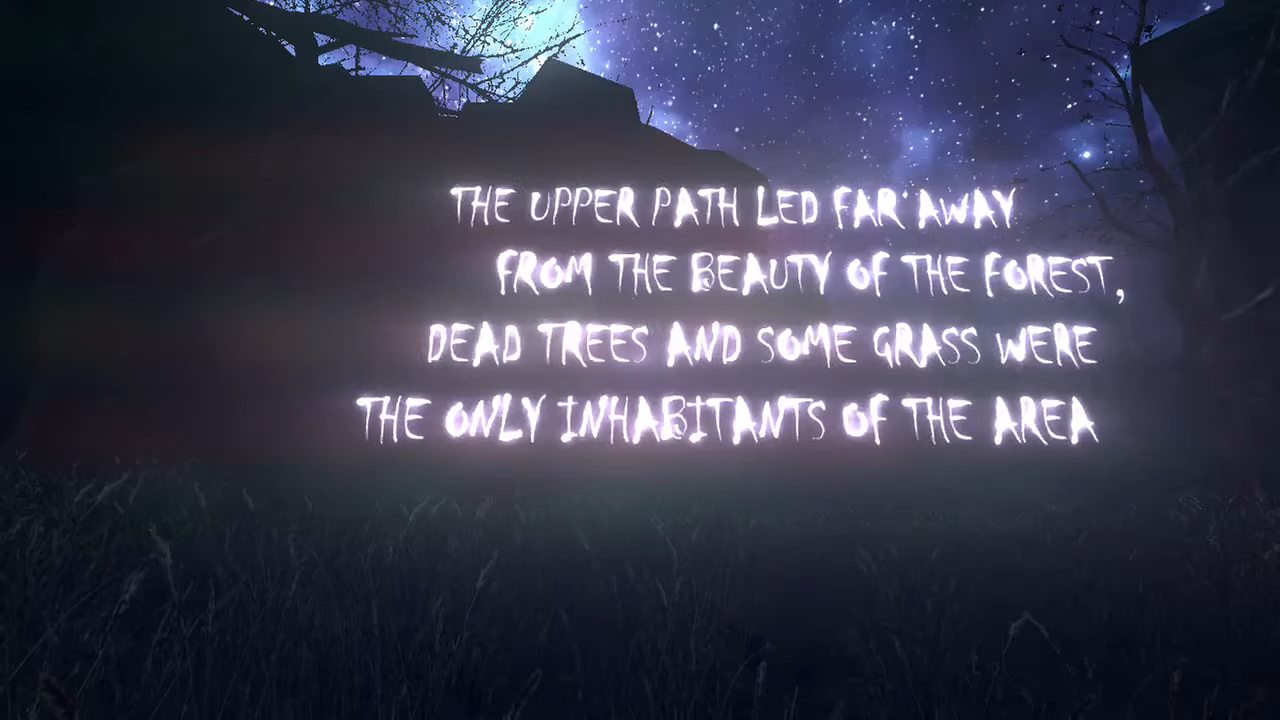 THE UPPER PATH LED FAR AWAY
FROM THE BEAUTY OF THE FOREST,
DEAD TREES AND SOME GRASS WERE
THE ONLY INHABITANTS OF THE AREA